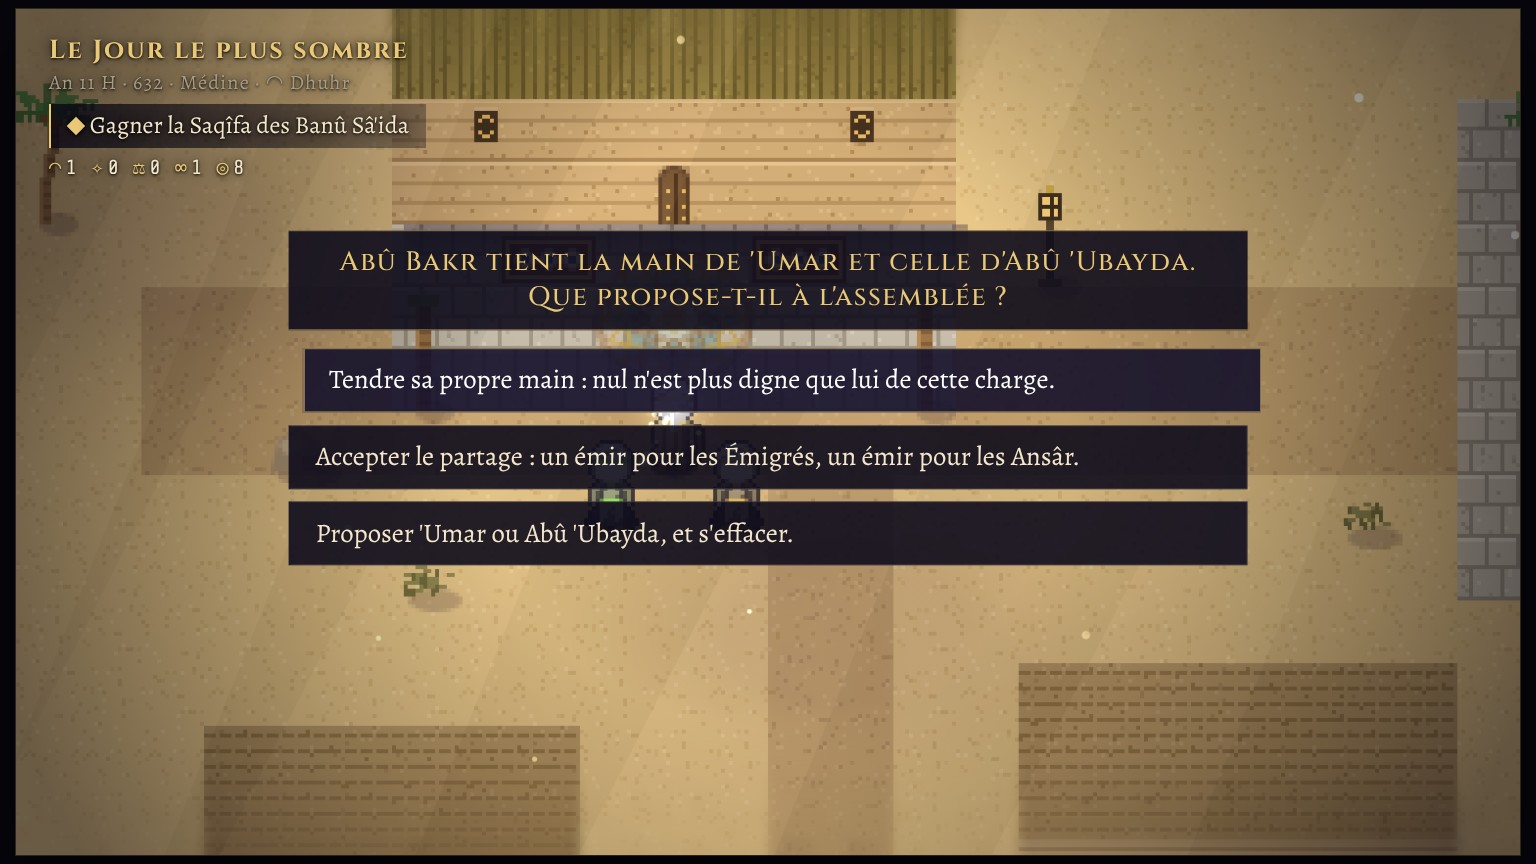 Le Jour le plus sombre
An 11 H · 632 · Médine · ◠ Dhuhr
◆ Gagner la Saqîfa des Banû Sâ'ida
◠1 ✧0 ⚖0 ∞1 ◎8
Abû Bakr tient la main de 'Umar et celle d'Abû 'Ubayda.
Que propose-t-il à l'assemblée ?
Tendre sa propre main : nul n'est plus digne que lui de cette charge.
Accepter le partage : un émir pour les Émigrés, un émir pour les Ansâr.
Proposer 'Umar ou Abû 'Ubayda, et s'effacer.